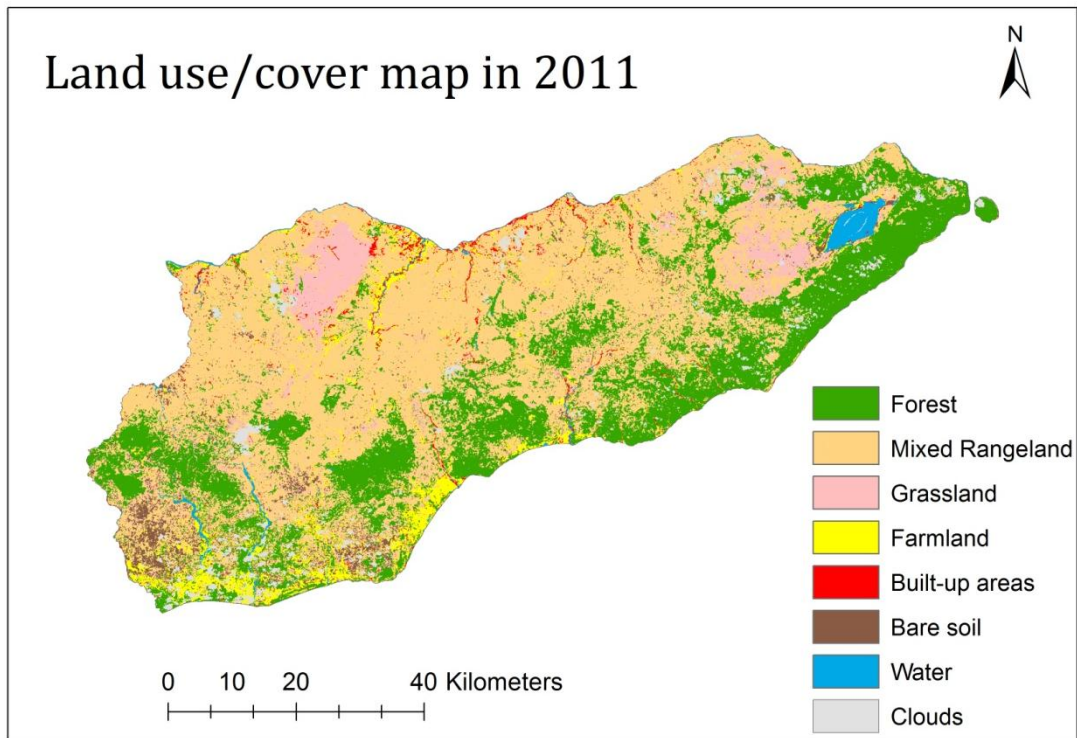 Land use/cover map in 2011
N
Forest
Mixed Rangeland
Grassland
Farmland
Built-up areas
Bare soil
Water
Clouds
0 10 20 40 Kilometers